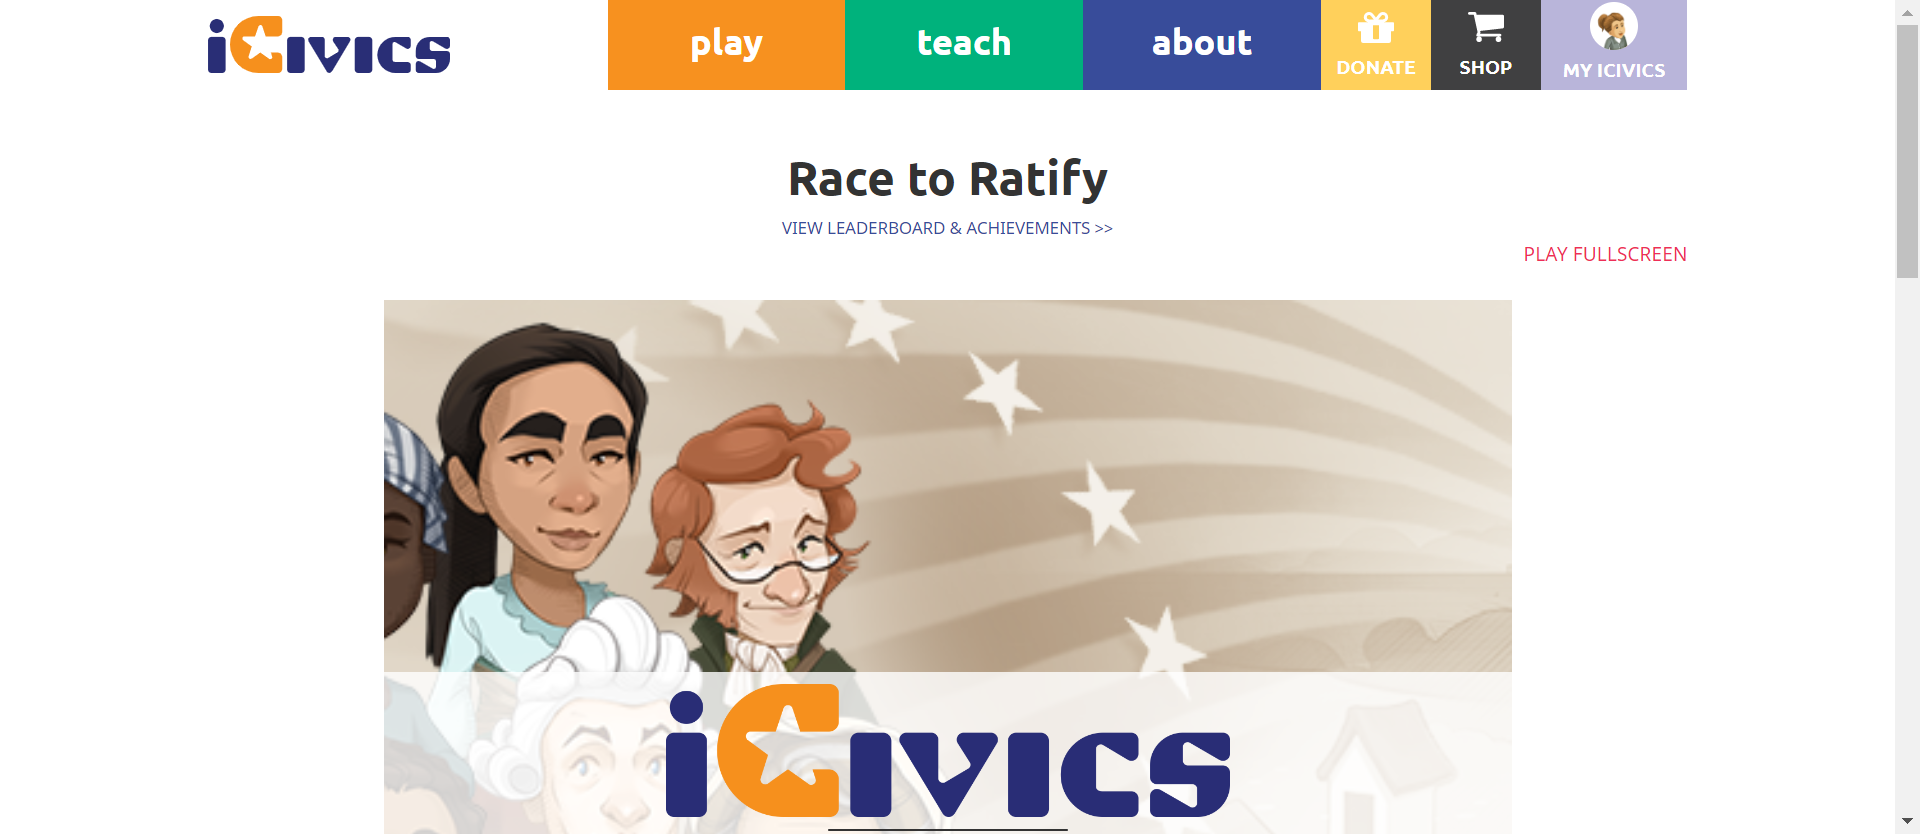 iCivics
play
teach
about
DONATE
SHOP
MY ICIVICS
Race to Ratify
VIEW LEADERBOARD & ACHIEVEMENTS >>
PLAY FULLSCREEN
iCivics